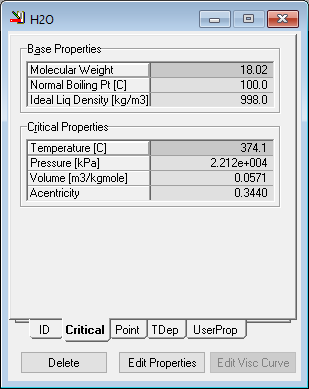 H2O
Base Properties
Molecular Weight 18.02
Normal Boiling Pt [C] 100.0
Ideal Liq Density [kg/m3] 998.0
Critical Properties
Temperature [C] 374.1
Pressure [kPa] 2.212e+004
Volume [m3/kgmole] 0.0571
Acentricity 0.3440
ID Critical Point TDep UserProp
Delete Edit Properties Edit Visc Curve